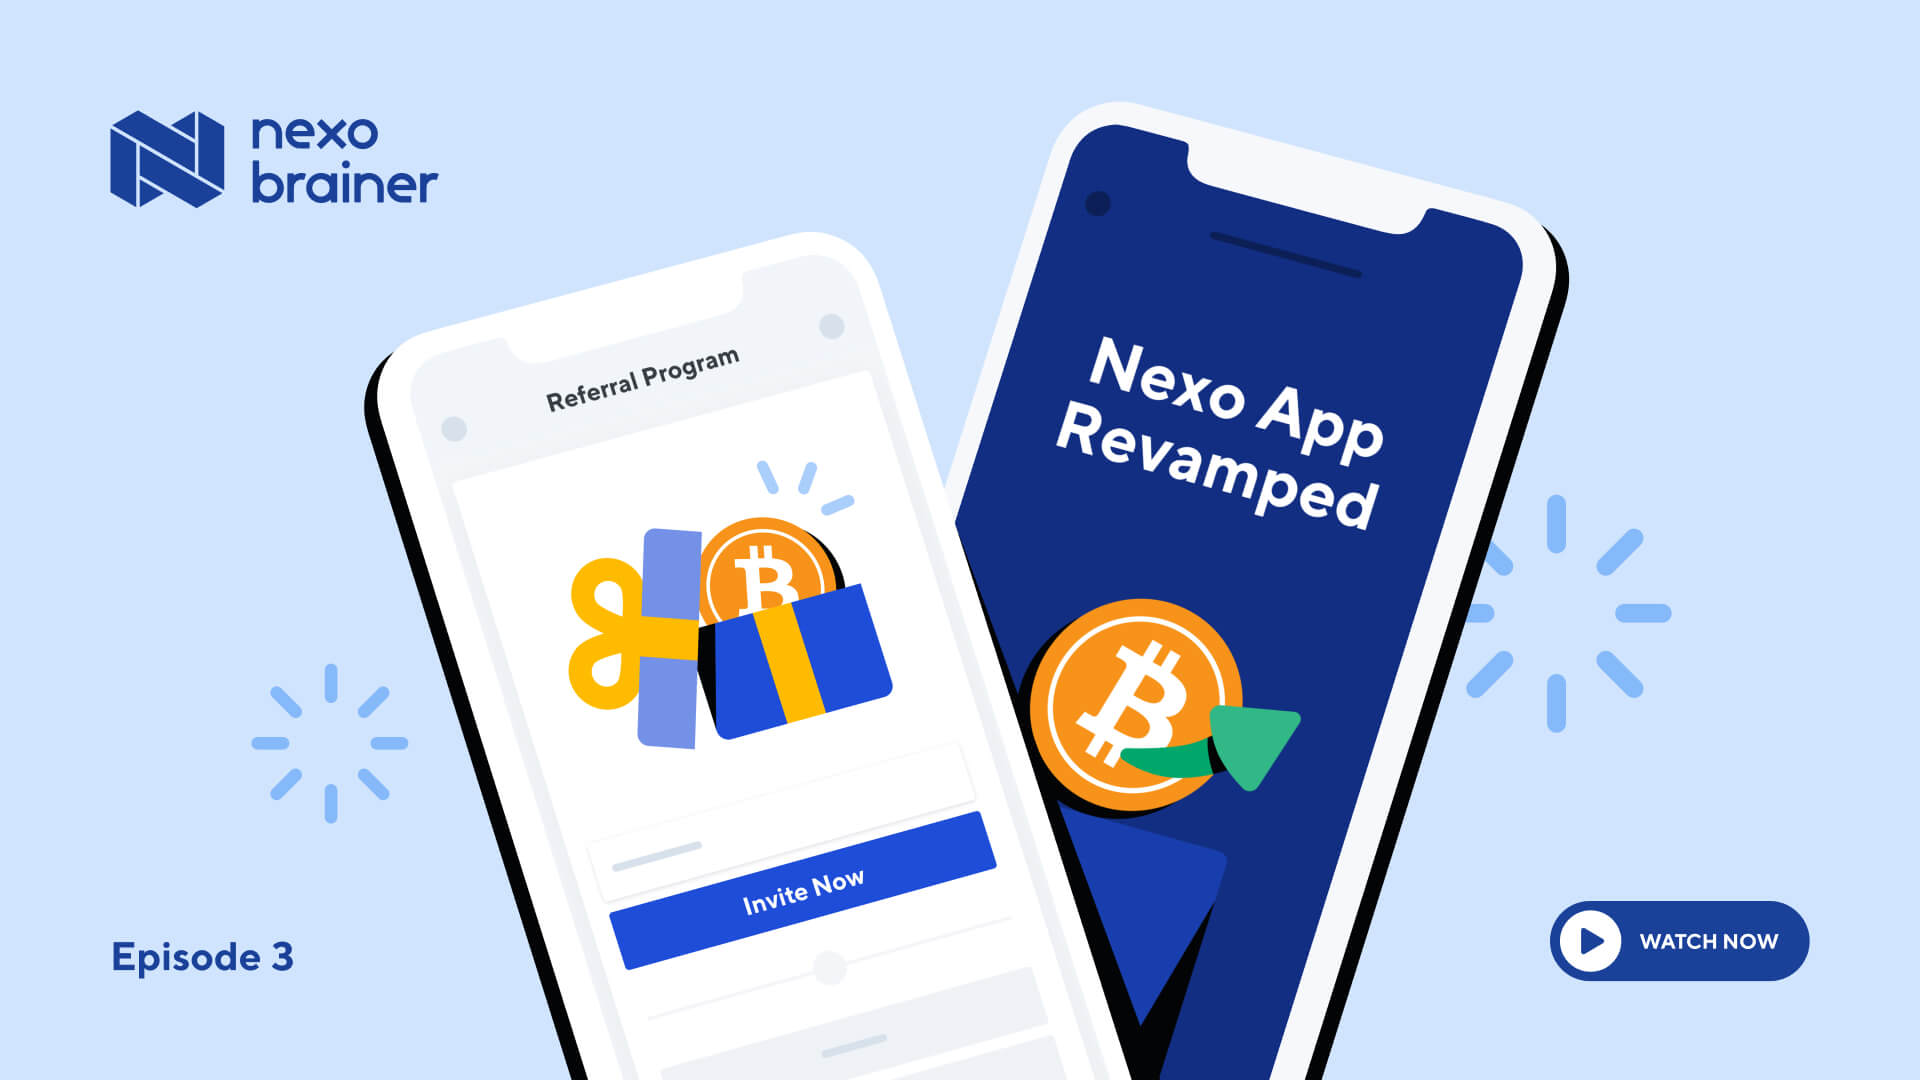 nexo
brainer
Referral Program
Invite Now
Nexo App
Revamped
Episode 3
WATCH NOW